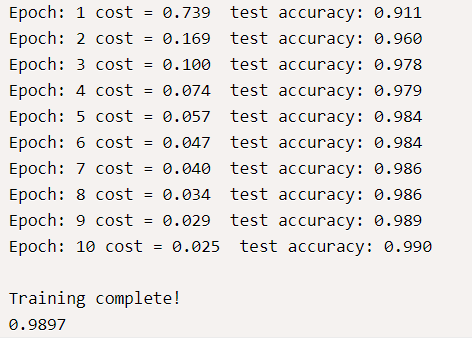 Epoch: 1 cost = 0.739  test accuracy: 0.911
Epoch: 2 cost = 0.169  test accuracy: 0.960
Epoch: 3 cost = 0.100  test accuracy: 0.978
Epoch: 4 cost = 0.074  test accuracy: 0.979
Epoch: 5 cost = 0.057  test accuracy: 0.984
Epoch: 6 cost = 0.047  test accuracy: 0.984
Epoch: 7 cost = 0.040  test accuracy: 0.986
Epoch: 8 cost = 0.034  test accuracy: 0.986
Epoch: 9 cost = 0.029  test accuracy: 0.989
Epoch: 10 cost = 0.025  test accuracy: 0.990

Training complete!
0.9897